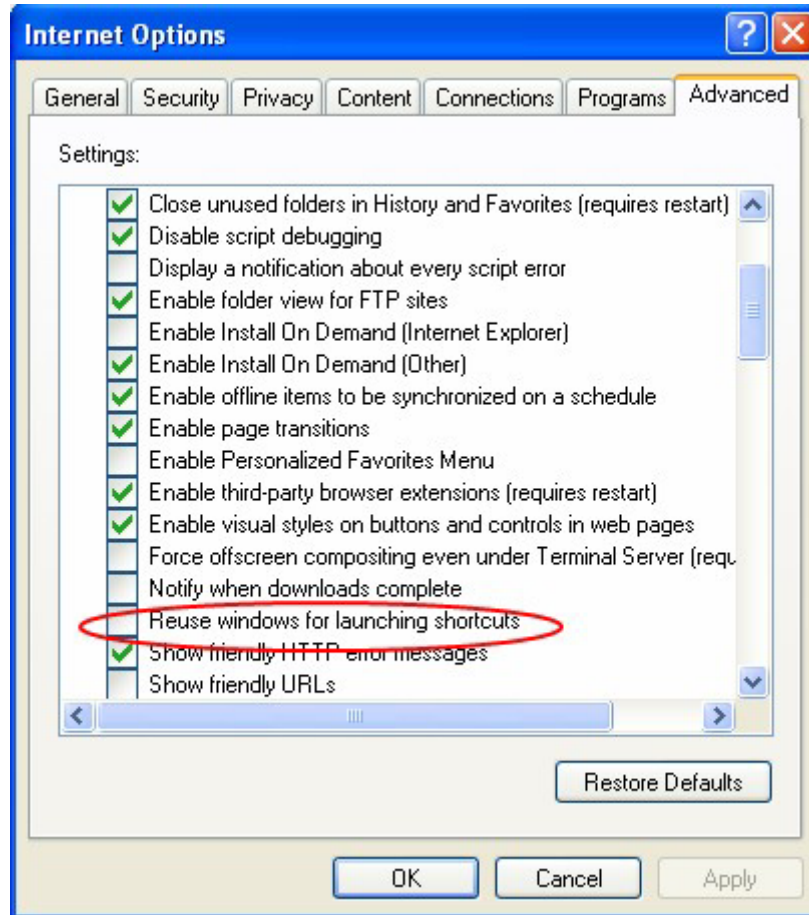 Internet Options
General Security Privacy Content Connections Programs Advanced
Settings:
Close unused folders in History and Favorites (requires restart)
Disable script debugging
Display a notification about every script error
Enable folder view for FTP sites
Enable Install On Demand (Internet Explorer)
Enable Install On Demand (Other)
Enable offline items to be synchronized on a schedule
Enable page transitions
Enable Personalized Favorites Menu
Enable third-party browser extensions (requires restart)
Enable visual styles on buttons and controls in web pages
Force offscreen compositing even under Terminal Server (requ
Notify when downloads complete
Reuse windows for launching shortcuts
Show friendly HTTP error messages
Show friendly URLs
Restore Defaults
OK Cancel Apply